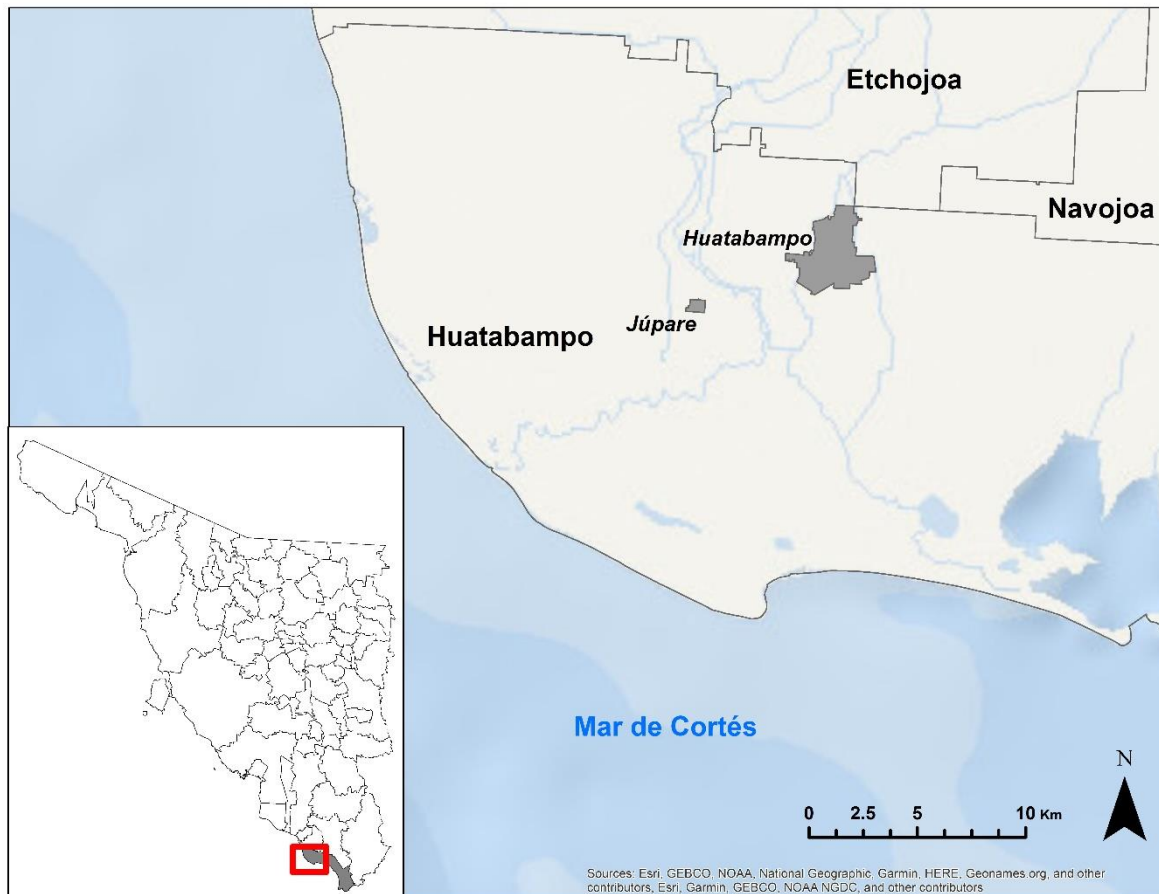 Etchojoa
Navojoa
Huatabampo
Júpare
Huatabampo
Mar de Cortés
N
0 2.5 5 10 Km
Sources: Esri, GEBCO, NOAA, National Geographic, Garmin, HERE, Geonames.org, and other
contributors, Esri, Garmin, GEBCO, NOAA NGDC, and other contributors